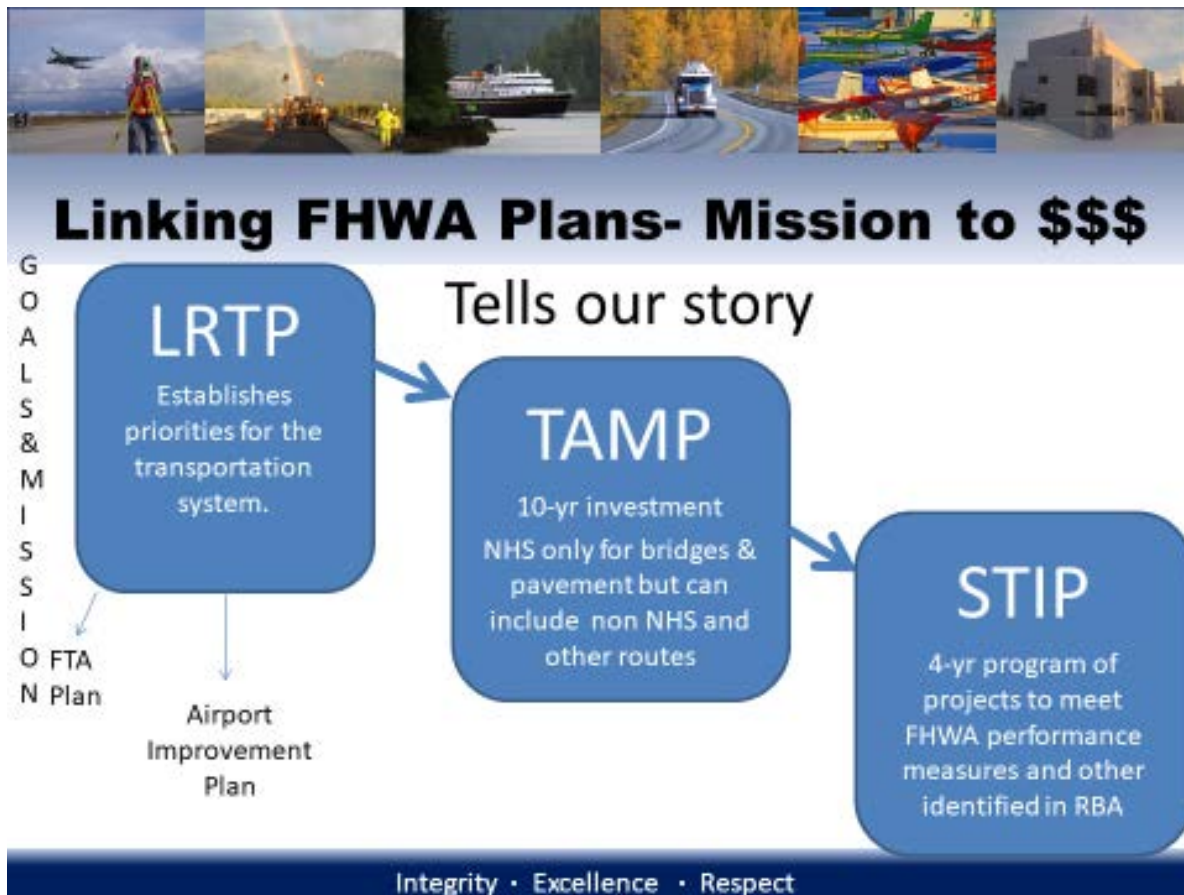 Linking FHWA Plans- Mission to $$$
GOALS&MISSION
Tells our story
LRTP
Establishes
priorities for the
transportation
system.
TAMP
10-yr investment
NHS only for bridges &
pavement but can
include non NHS and
other routes
STIP
4-yr program of
projects to meet
FHWA performance
measures and other
identified in RBA
FTA
Plan
Airport
Improvement
Plan
Integrity · Excellence · Respect